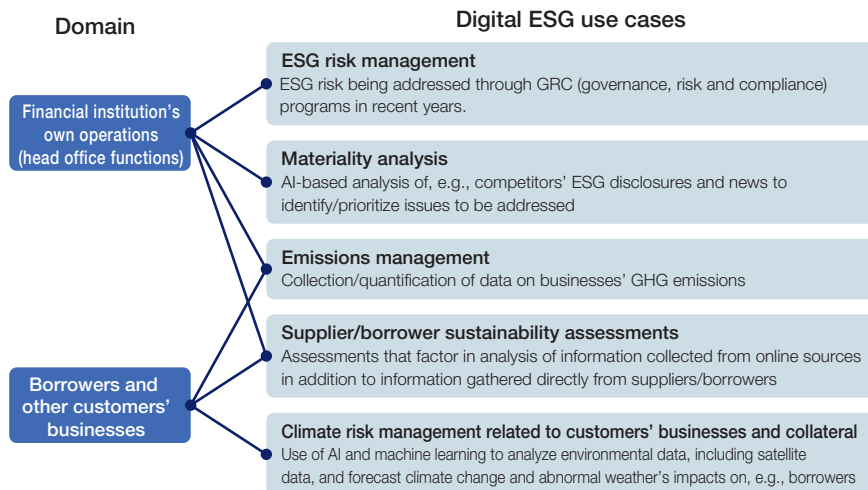 Domain
Digital ESG use cases
Financial institution's
own operations
(head office functions)
Borrowers and
other customers'
businesses
ESG risk management
ESG risk being addressed through GRC (governance, risk and compliance)
programs in recent years.
Materiality analysis
AI-based analysis of, e.g., competitors' ESG disclosures and news to
identify/prioritize issues to be addressed
Emissions management
Collection/quantification of data on businesses' GHG emissions
Supplier/borrower sustainability assessments
Assessments that factor in analysis of information collected from online sources
in addition to information gathered directly from suppliers/borrowers
Climate risk management related to customers' businesses and collateral
Use of AI and machine learning to analyze environmental data, including satellite
data, and forecast climate change and abnormal weather's impacts on, e.g., borrowers